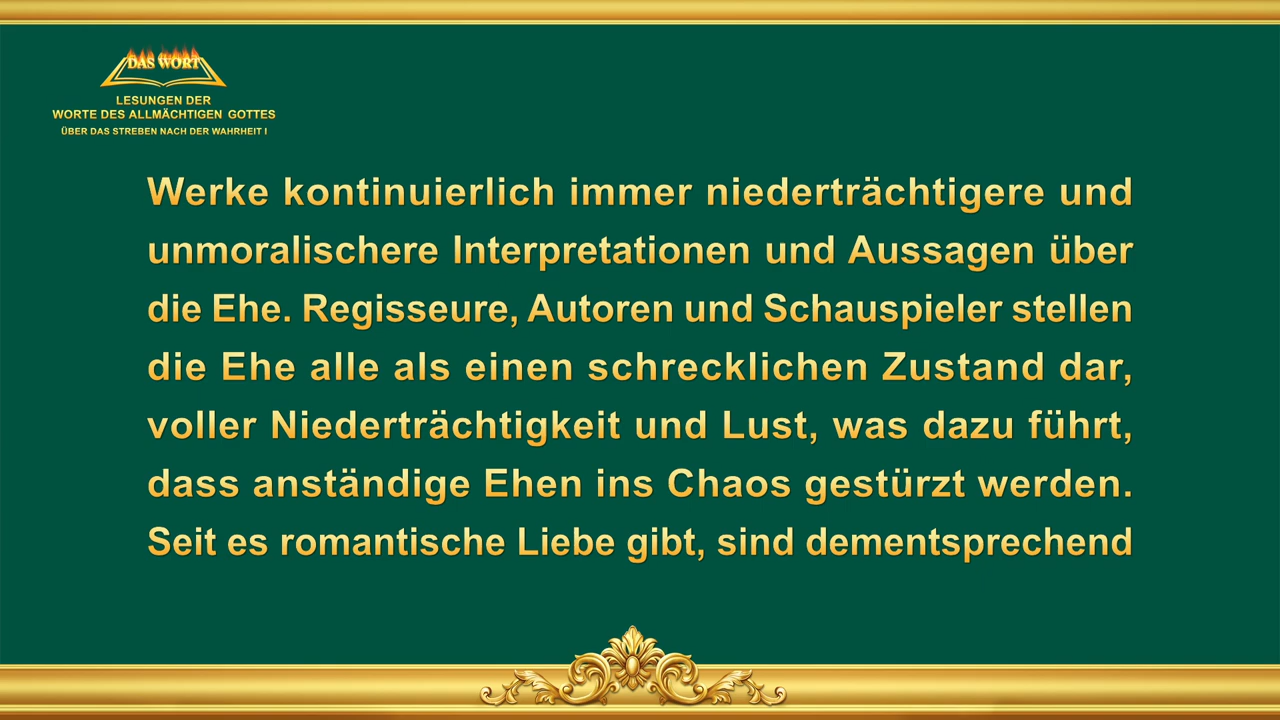 DAS WORT
LESUNGEN DER
WORTE DES ALLMÄCHTIGEN GOTTES
ÜBER DAS STREBEN NACH DER WAHRHEIT I
Werke kontinuierlich immer niederträchtigere und
unmoralischere Interpretationen und Aussagen über
die Ehe. Regisseure, Autoren und Schauspieler stellen
die Ehe alle als einen schrecklichen Zustand dar,
voller Niederträchtigkeit und Lust, was dazu führt,
dass anständige Ehen ins Chaos gestürzt werden.
Seit es romantische Liebe gibt, sind dementsprechend